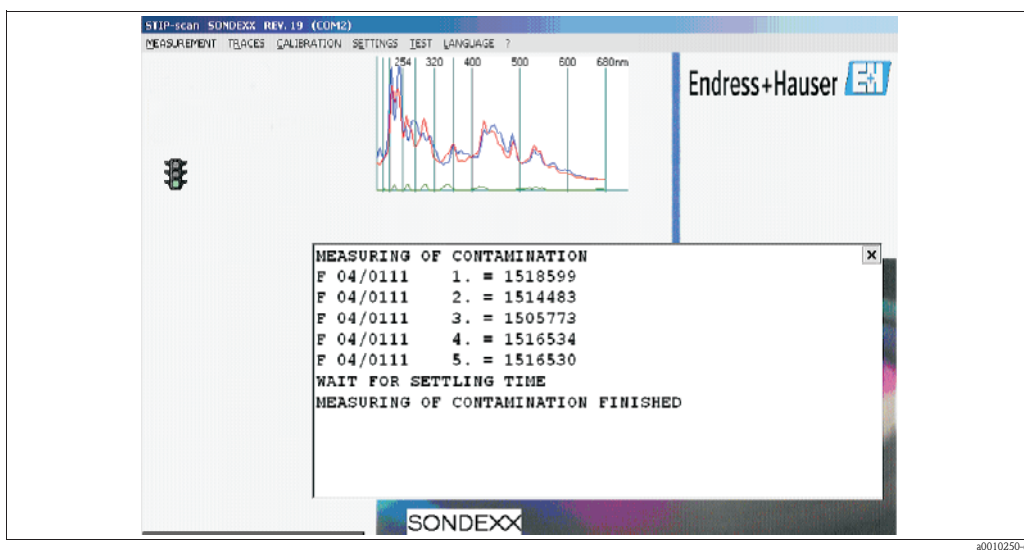 STIP-scan SONDEXX REV. 19 (COM2)
MEASUREMENT TRACES CALIBRATION SETTINGS TEST LANGUAGE ?
254 320 400 500 600 680nm
Endress+Hauser EH
MEASURING OF CONTAMINATION
F 04/0111 1. = 1518599
F 04/0111 2. = 1514483
F 04/0111 3. = 1505773
F 04/0111 4. = 1516534
F 04/0111 5. = 1516530
WAIT FOR SETTLING TIME
MEASURING OF CONTAMINATION FINISHED
SONDEXX